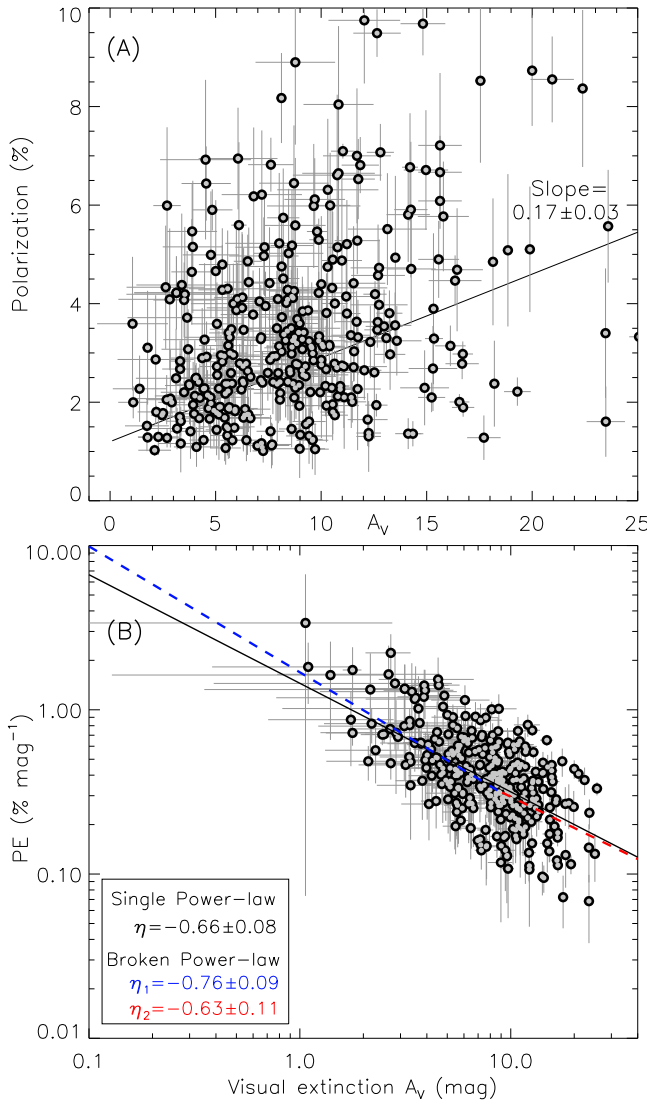 (A)
Polarization (%)
10
8
6
4
2
0
Slope=
0.17±0.03
0 5 10 15 20 25
A_V
(B)
PE (% mag⁻¹)
10.00
1.00
0.10
0.01
Single Power-law
η=-0.66±0.08
Broken Power-law
η₁=-0.76±0.09
η₂=-0.63±0.11
0.1 1.0 10.0
Visual extinction A_V (mag)